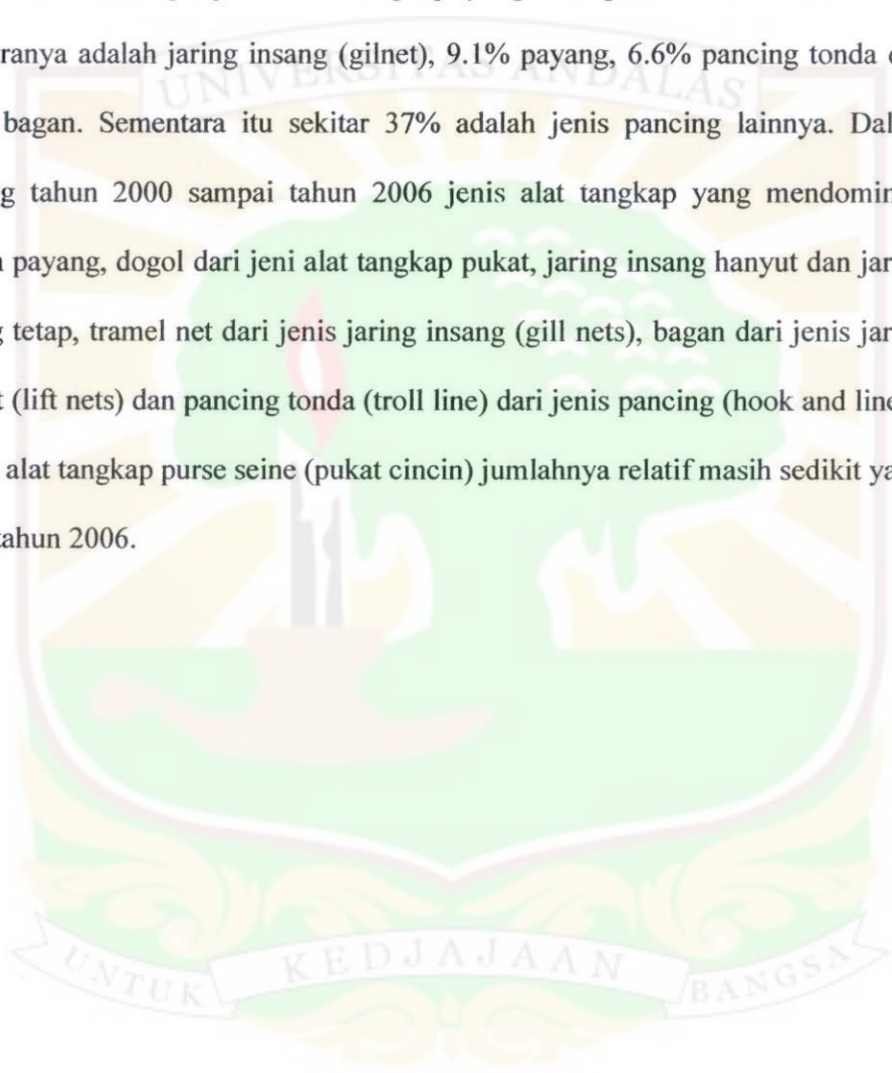 ranya adalah jaring insang (gilnet), 9.1% payang, 6.6% pancing tonda
bagan. Sementara itu sekitar 37% adalah jenis pancing lainnya. Dal
g tahun 2000 sampai tahun 2006 jenis alat tangkap yang mendomin
payang, dogol dari jeni alat tangkap pukat, jaring insang hanyut dan jar
tetap, tramel net dari jenis jaring insang (gill nets), bagan dari jenis jar
t (lift nets) dan pancing tonda (troll line) dari jenis pancing (hook and line
alat tangkap purse seine (pukat cincin) jumlahnya relatif masih sedikit ya
tahun 2006.
UNIVERSITAS ANDALAS
UNTUK KEDJAJAAN BANGSA